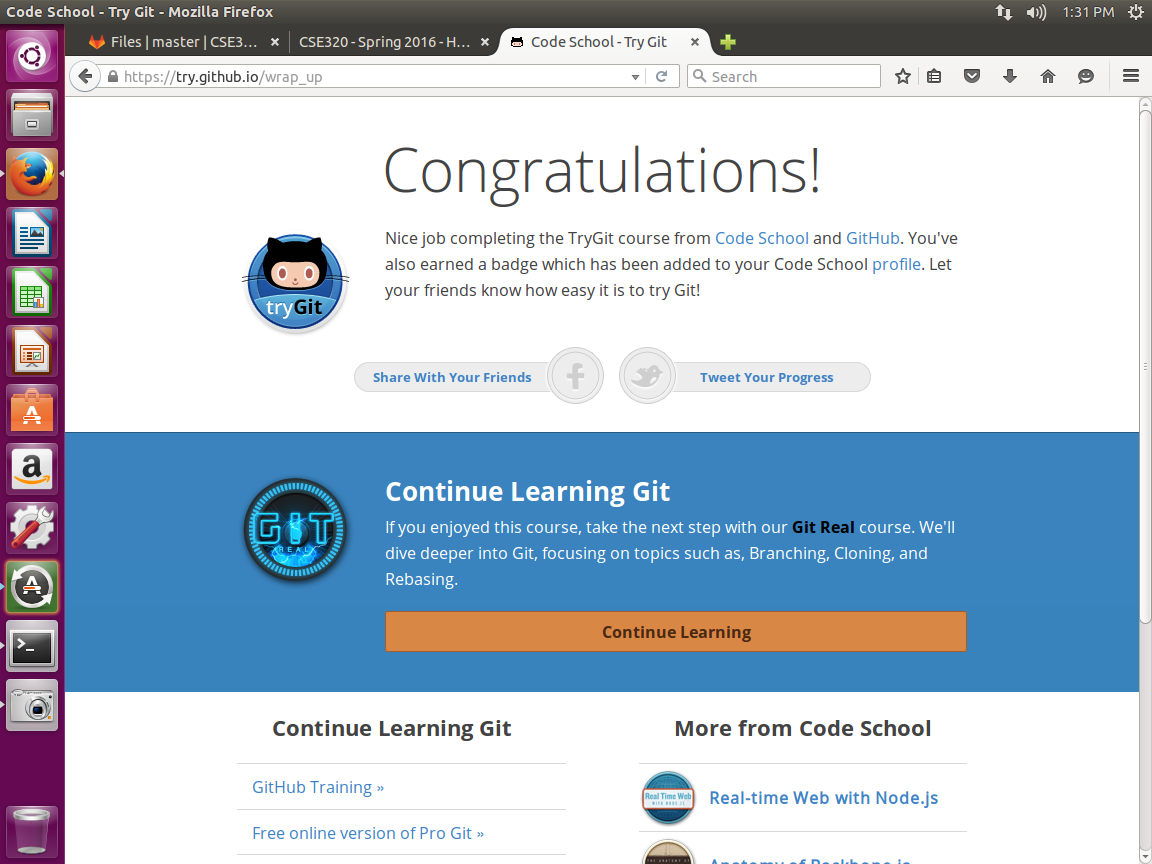 Code School - Try Git - Mozilla Firefox
1:31 PM
Files | master | CSE3...
CSE320 - Spring 2016 - H...
Code School - Try Git
https://try.github.io/wrap_up
Search
Congratulations!
Nice job completing the TryGit course from Code School and GitHub. You've
also earned a badge which has been added to your Code School profile. Let
your friends know how easy it is to try Git!
tryGit
Share With Your Friends
Tweet Your Progress
Continue Learning Git
If you enjoyed this course, take the next step with our Git Real course. We'll
dive deeper into Git, focusing on topics such as, Branching, Cloning, and
Rebasing.
GIT
REAL
Continue Learning
Continue Learning Git
GitHub Training »
Free online version of Pro Git »
More from Code School
Real Time Web
WITH NODE JS
Real-time Web with Node.js
THE ANATOMY OF
Anatomy of Backbone.js